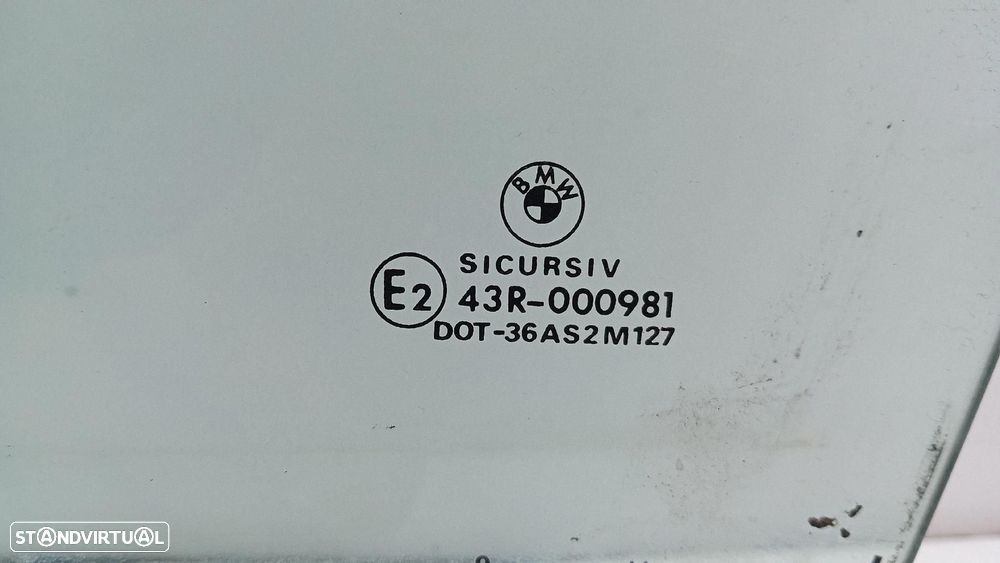 BMW
SICURSIV
E2 43R-000981
DOT-36AS2M127
STANDVIRTUAL